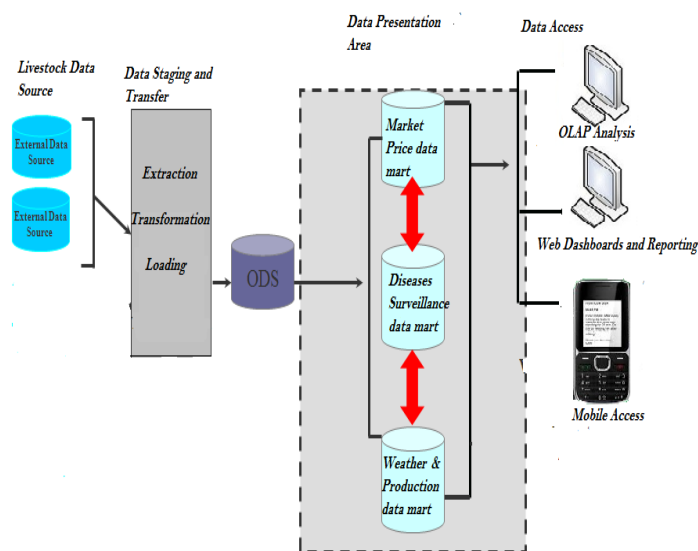 Livestock Data
Source
External Data
Source
External Data
Source
Data Staging and
Transfer
Extraction
Transformation
Loading
ODS
Data Presentation
Area
Market
Price data
mart
Diseases
Surveillance
data mart
Weather &
Production
data mart
Data Access
OLAP Analysis
Web Dashboards and Reporting
Mobile Access